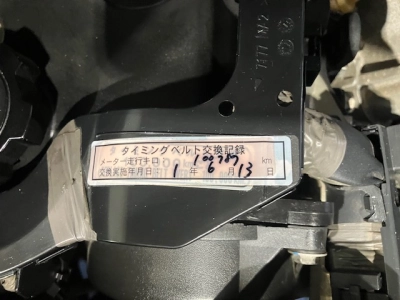 タイミングベルト交換記録
メーター走行キロ 100787 km
交換実施年月日 1 年 6 月 13 日